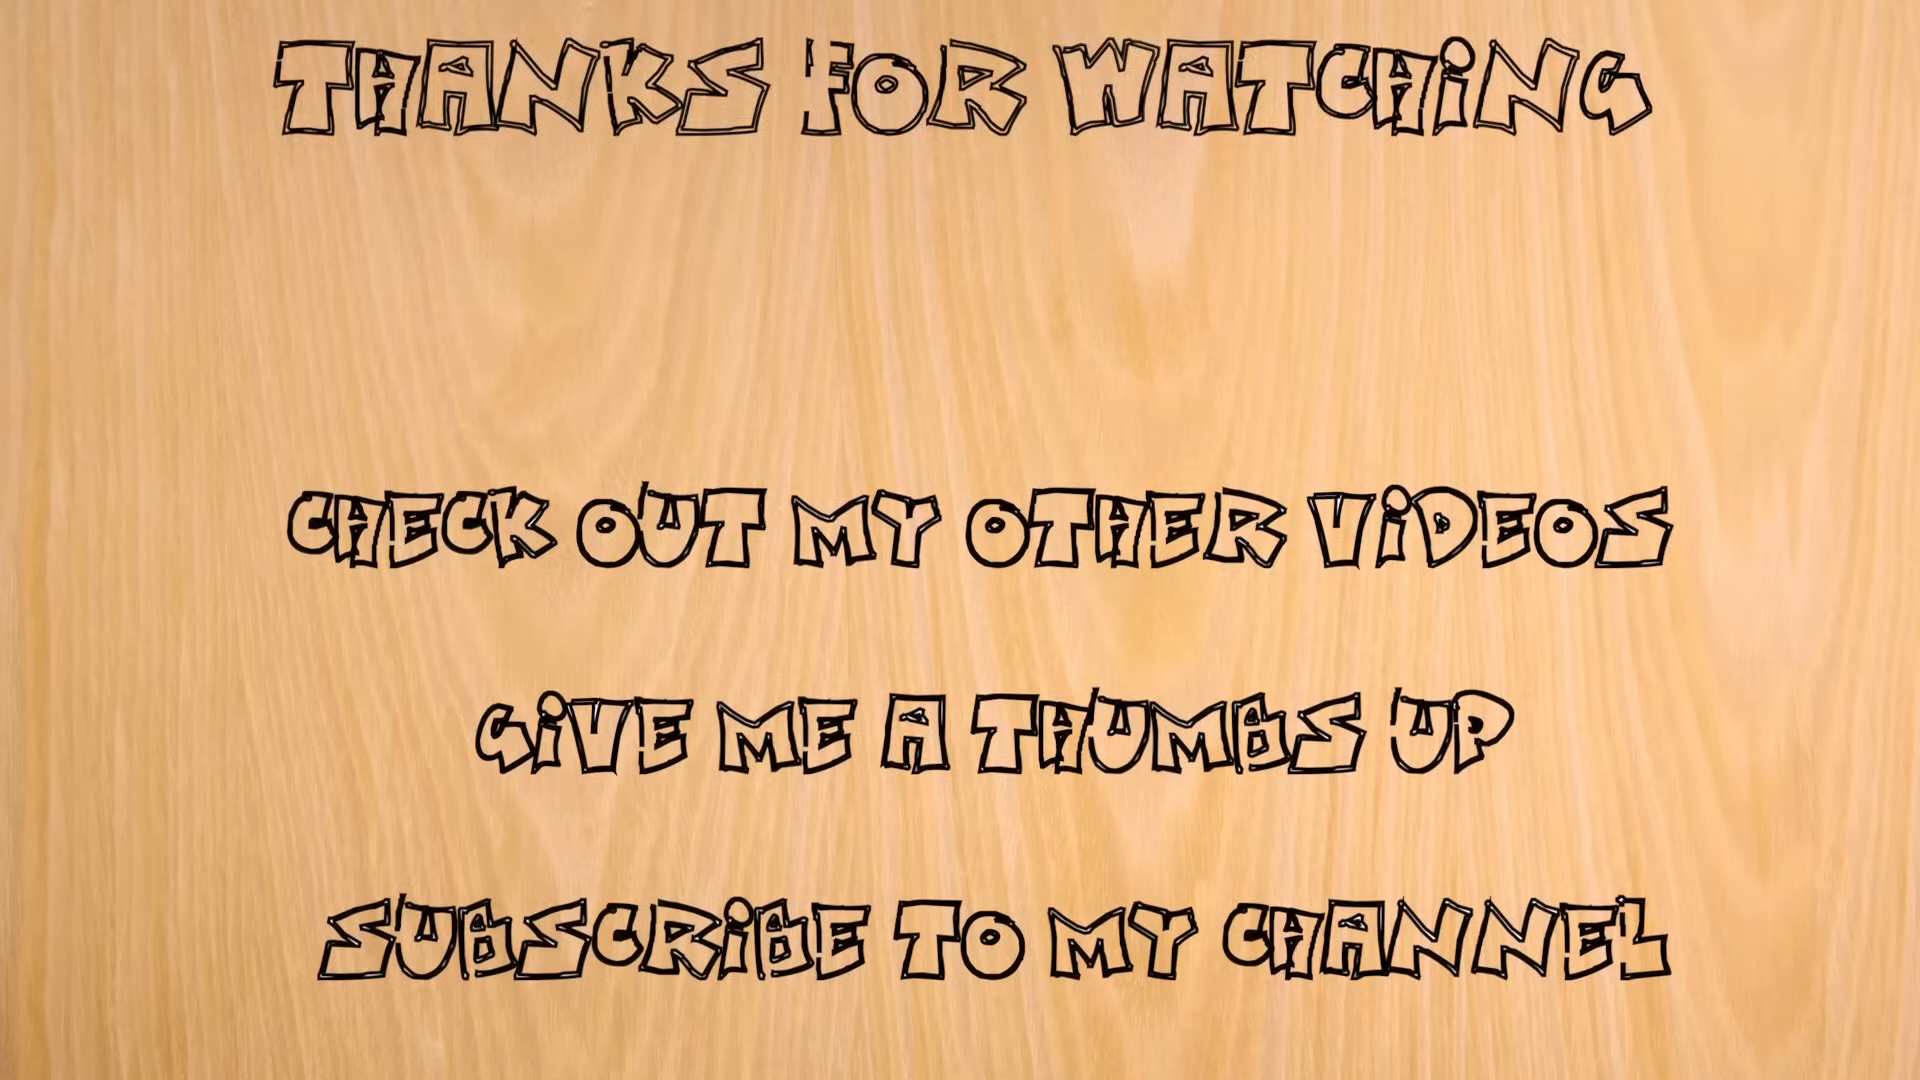 THANKS FOR WATCHiNG
CHECK OUT MY OTHER ViDEOS
GiVE ME A THUMBS UP
SUBSCRiBE TO MY CHANNEL